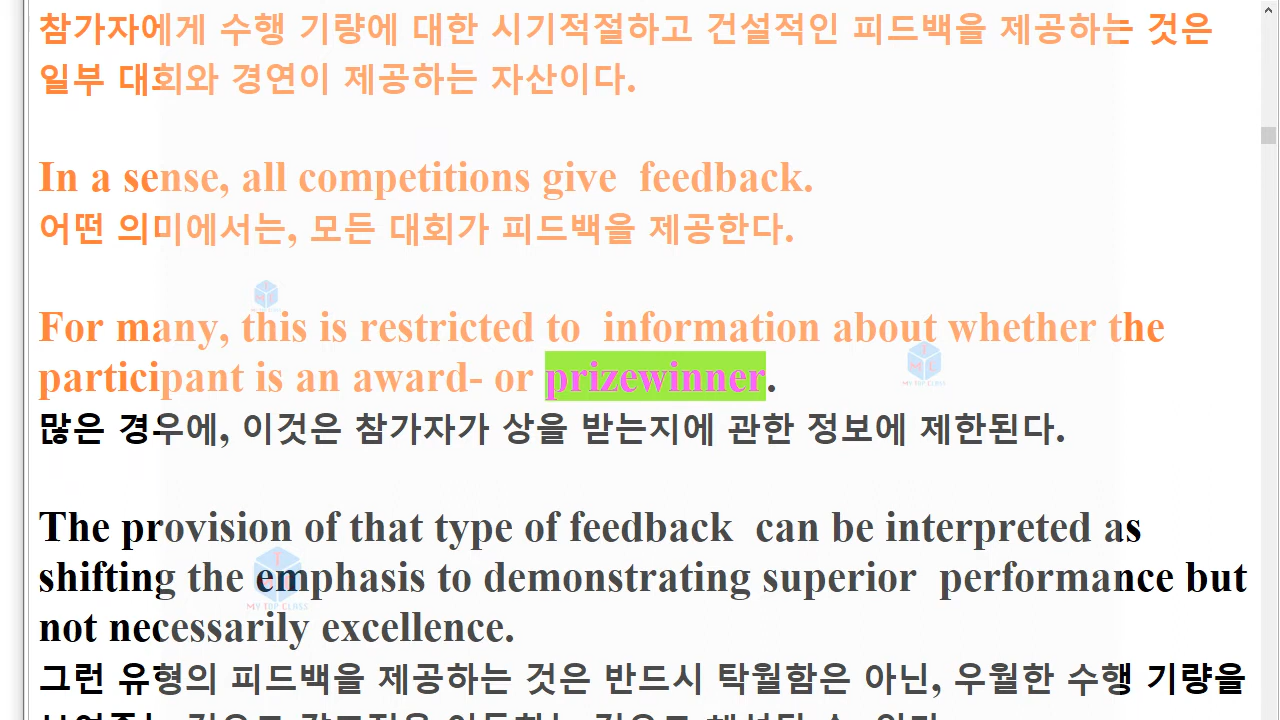 참가자에게 수행 기량에 대한 시기적절하고 건설적인 피드백을 제공하는 것은
일부 대회와 경연이 제공하는 자산이다.
In a sense, all competitions give feedback.
어떤 의미에서는, 모든 대회가 피드백을 제공한다.
For many, this is restricted to information about whether the
participant is an award- or prizewinner.
많은 경우에, 이것은 참가자가 상을 받는지에 관한 정보에 제한된다.
The provision of that type of feedback can be interpreted as
shifting the emphasis to demonstrating superior performance but
not necessarily excellence.
그런 유형의 피드백을 제공하는 것은 반드시 탁월함은 아닌, 우월한 수행 기량을
MY TOP CLASS
MY TOP CLASS